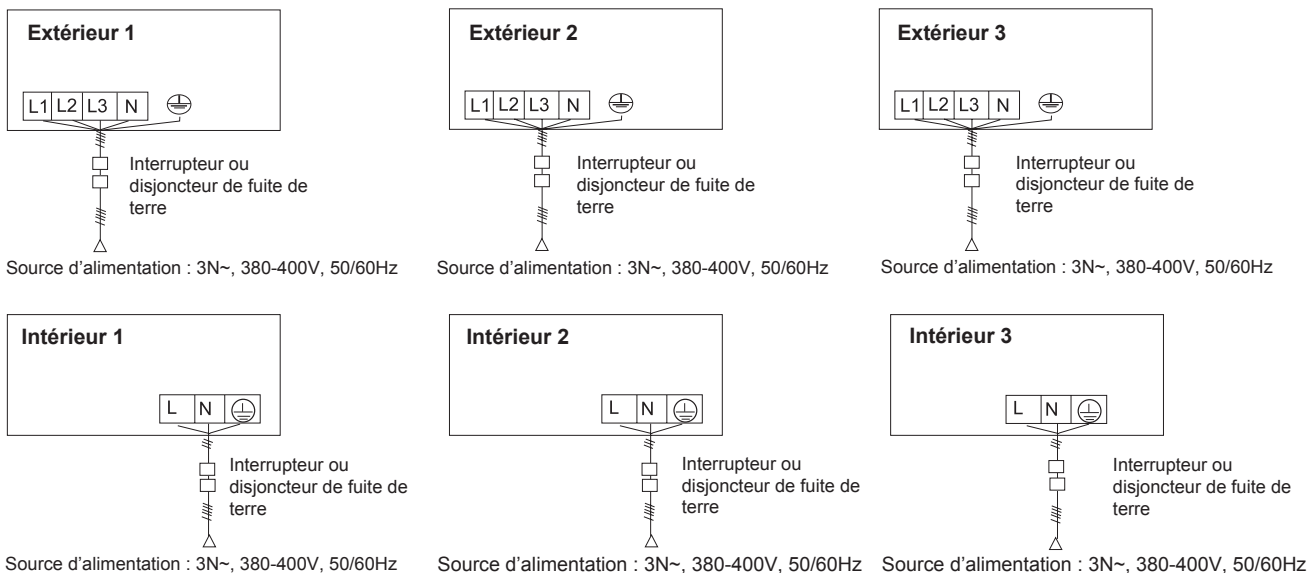 Extérieur 1
L1 L2 L3 N
Interrupteur ou
disjoncteur de fuite de
terre
Source d'alimentation : 3N~, 380-400V, 50/60Hz
Extérieur 2
L1 L2 L3 N
Interrupteur ou
disjoncteur de fuite de
terre
Source d'alimentation : 3N~, 380-400V, 50/60Hz
Extérieur 3
L1 L2 L3 N
Interrupteur ou
disjoncteur de fuite de
terre
Source d'alimentation : 3N~, 380-400V, 50/60Hz
Intérieur 1
L N
Interrupteur ou
disjoncteur de fuite de
terre
Source d'alimentation : 3N~, 380-400V, 50/60Hz
Intérieur 2
L N
Interrupteur ou
disjoncteur de fuite de
terre
Source d'alimentation : 3N~, 380-400V, 50/60Hz
Intérieur 3
L N
Interrupteur ou
disjoncteur de fuite de
terre
Source d'alimentation : 3N~, 380-400V, 50/60Hz